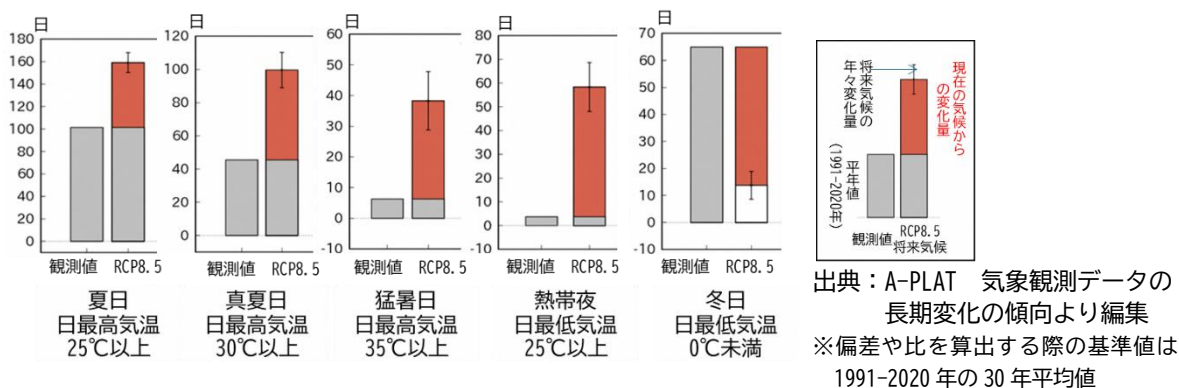 日
180
160
140
120
100
80
60
40
20
0
観測値 RCP8.5
夏日
日最高気温
25℃以上
日
120
100
80
60
40
20
0
観測値 RCP8.5
真夏日
日最高気温
30℃以上
日
60
50
40
30
20
10
0
-10
観測値 RCP8.5
猛暑日
日最高気温
35℃以上
日
80
70
60
50
40
30
20
10
0
-10
観測値 RCP8.5
熱帯夜
日最低気温
25℃以上
日
70
60
50
40
30
20
10
0
-10
観測値 RCP8.5
冬日
日最低気温
0℃未満
現在の気候から
の変化量
将来気候の
年々変化量
平年値
(1991-2020年)
観測値 RCP8.5
将来気候
出典：A-PLAT　気象観測データの
長期変化の傾向より編集
※偏差や比を算出する際の基準値は
1991-2020 年の 30 年平均値